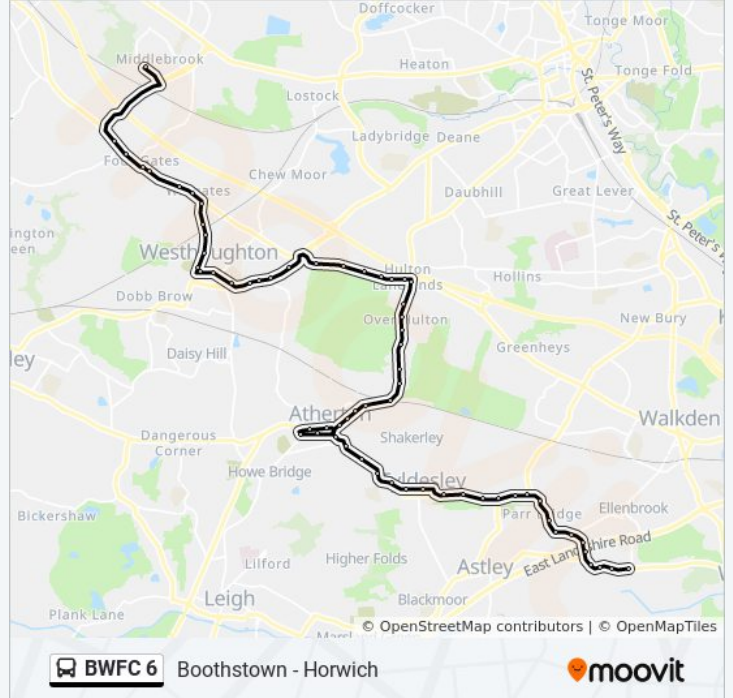 Doffcocker
Tonge Moor
Middlebrook
Heaton
Tonge Fold
St. Peter's Way
Lostock
Ladybridge
Deane
Four Gates
Chew Moor
Daubhill
Great Lever
St. Peter's
Westhoughton
Hulton
Hollins
Dobb Brow
Over Hulton
New Bury
ley
Daisy Hill
Greenheys
Atherton
Walkden
Dangerous
Corner
Shakerley
Howe Bridge
Bickershaw
Ellenbrook
Higher Folds
Lilford
Astley
East Lancashire Road
Leigh
Blackmoor
Plank Lane
© OpenStreetMap contributors | © OpenMapTiles
BWFC 6 Boothstown - Horwich
moovit